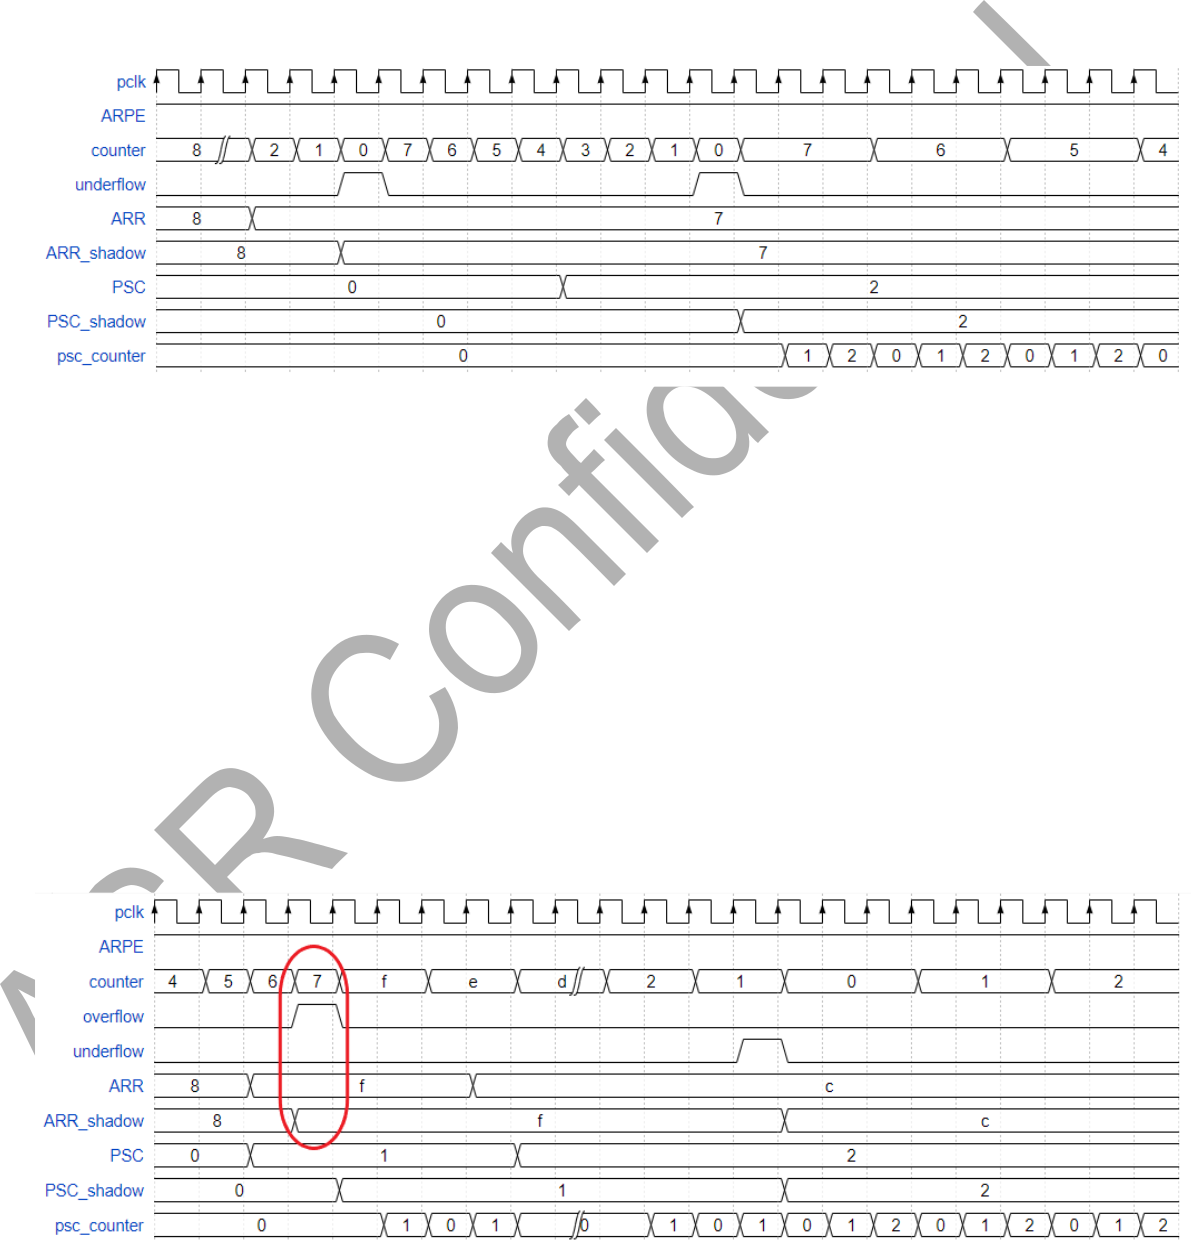 pclk
ARPE
counter 8 2 1 0 7 6 5 4 3 2 1 0 7 6 5 4
underflow
ARR 8 7
ARR_shadow 8 7
PSC 0 2
PSC_shadow 0 2
psc_counter 0 1 2 0 1 2 0 1 2 0
Confid
CR
pclk
ARPE
counter 4 5 6 7 f e d 2 1 0 1 2
overflow
underflow
ARR 8 f c
ARR_shadow 8 f c
PSC 0 1 2
PSC_shadow 0 1 2
psc_counter 0 1 0 1 0 1 0 1 0 1 2 0 1 2 0 1 2